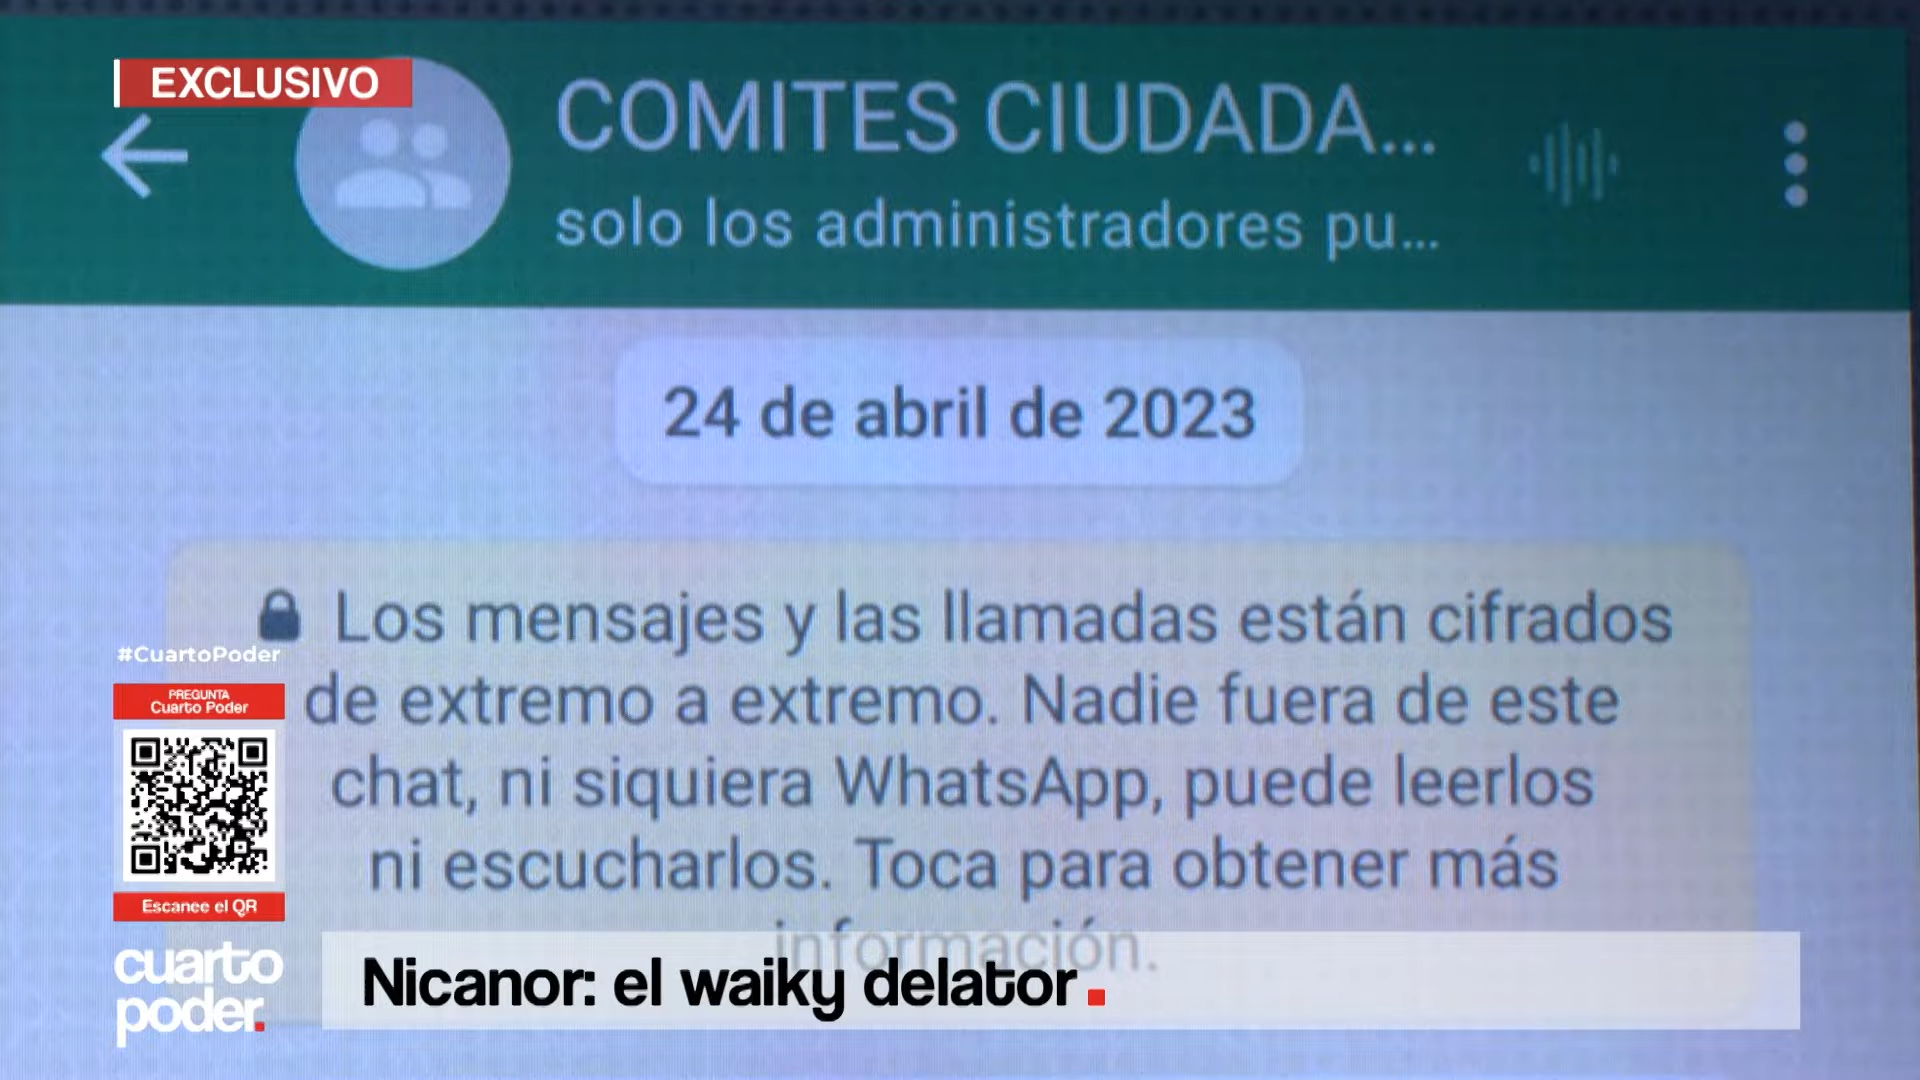 EXCLUSIVO
COMITES CIUDADA...
solo los administradores pu...
24 de abril de 2023
Los mensajes y las llamadas están cifrados
de extremo a extremo. Nadie fuera de este
chat, ni siquiera WhatsApp, puede leerlos
ni escucharlos. Toca para obtener más
información.
#CuartoPoder
PREGUNTA
Cuarto Poder
Escanee el QR
cuarto
poder.
Nicanor: el waiky delator.